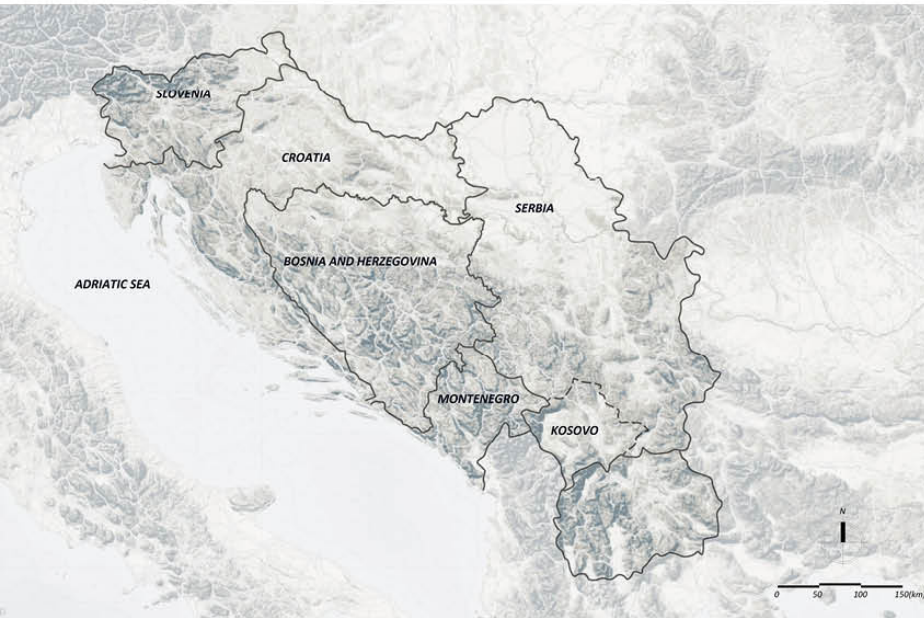 SLOVENIA
CROATIA
SERBIA
BOSNIA AND HERZEGOVINA
ADRIATIC SEA
MONTENEGRO
KOSOVO
N
0 50 100 150(km)